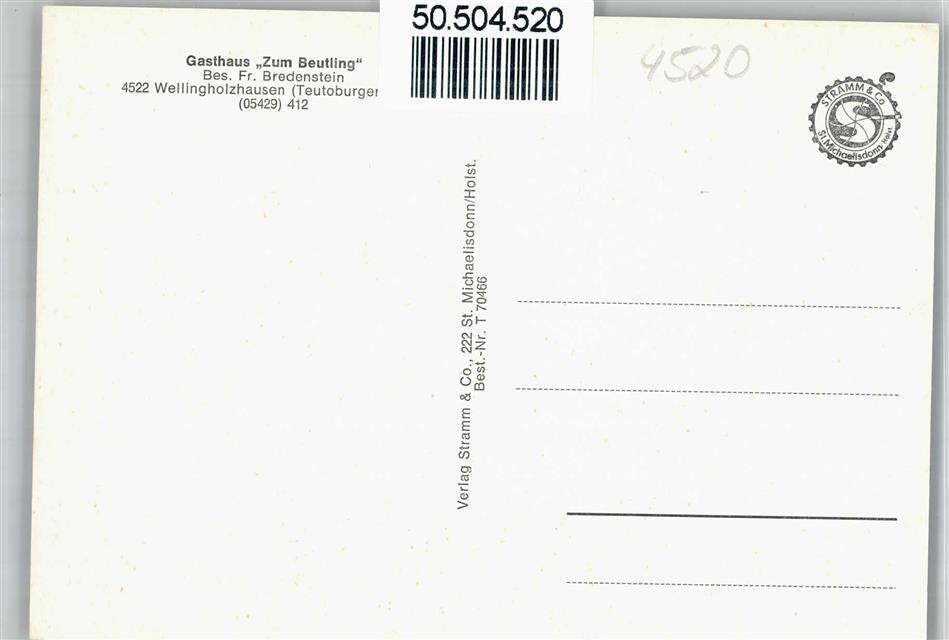 50.504.520
Gasthaus „Zum Beutling“
Bes. Fr. Bredenstein
4522 Wellingholzhausen (Teutoburger
(05429) 412
4520
STRAMM & Co
St. Michaelisdonn Holst.
Verlag Stramm & Co., 222 St. Michaelisdonn/Holst.
Best.-Nr. T 70466